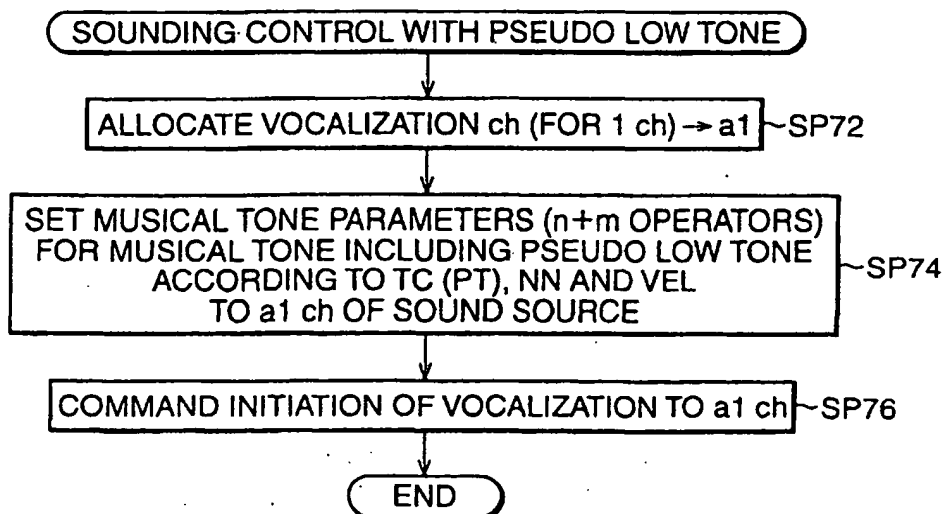 SOUNDING CONTROL WITH PSEUDO LOW TONE
ALLOCATE VOCALIZATION ch (FOR 1 ch) → a1
SP72
SET MUSICAL TONE PARAMETERS (n+m OPERATORS)
FOR MUSICAL TONE INCLUDING PSEUDO LOW TONE
ACCORDING TO TC (PT), NN AND VEL
TO a1 ch OF SOUND SOURCE
SP74
COMMAND INITIATION OF VOCALIZATION TO a1 ch
SP76
END